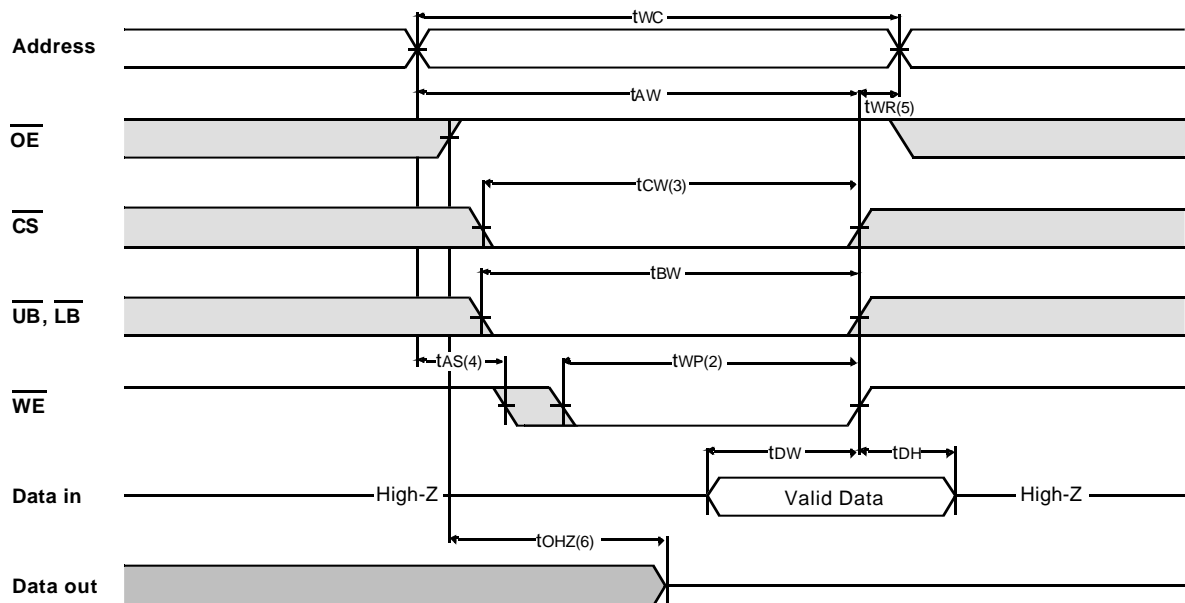 tWC
Address
tAW
tWR(5)
OE
tCW(3)
CS
tBW
UB, LB
tAS(4)
tWP(2)
WE
tDW
tDH
Data in
High-Z
Valid Data
High-Z
tOHZ(6)
Data out